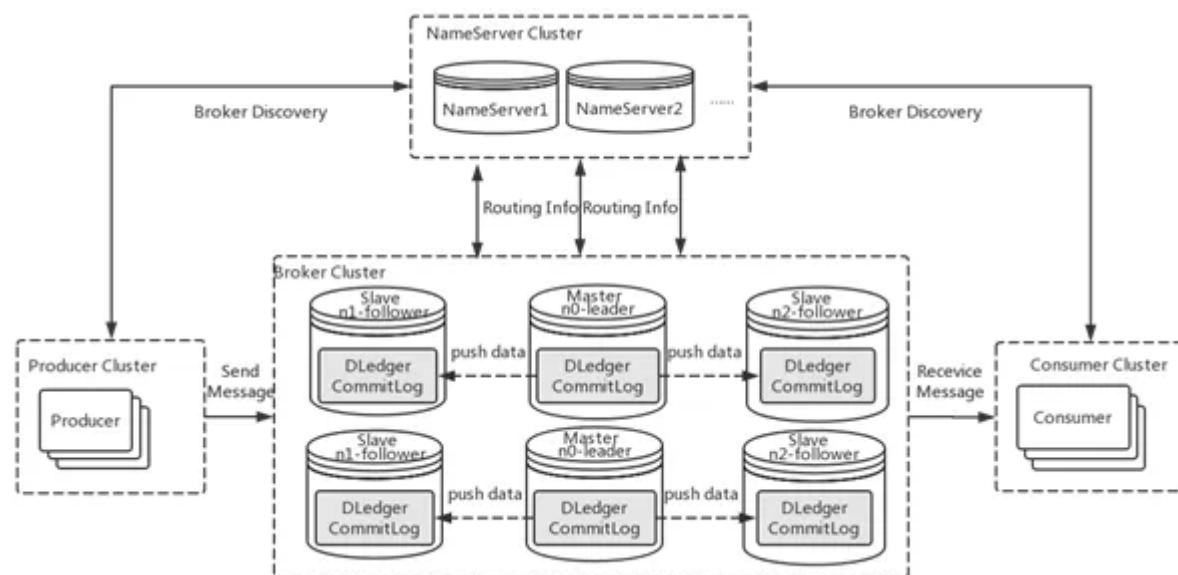 NameServer Cluster
NameServer1
NameServer2
......
Broker Discovery
Broker Discovery
Routing Info
Routing Info
Broker Cluster
Slave
n1-follower
Master
n0-leader
Slave
n2-follower
push data
push data
DLedger
CommitLog
DLedger
CommitLog
DLedger
CommitLog
Producer Cluster
Producer
Send
Message
Recevice
Message
Consumer Cluster
Consumer
Slave
n1-follower
Master
n0-leader
Slave
n2-follower
push data
push data
DLedger
CommitLog
DLedger
CommitLog
DLedger
CommitLog